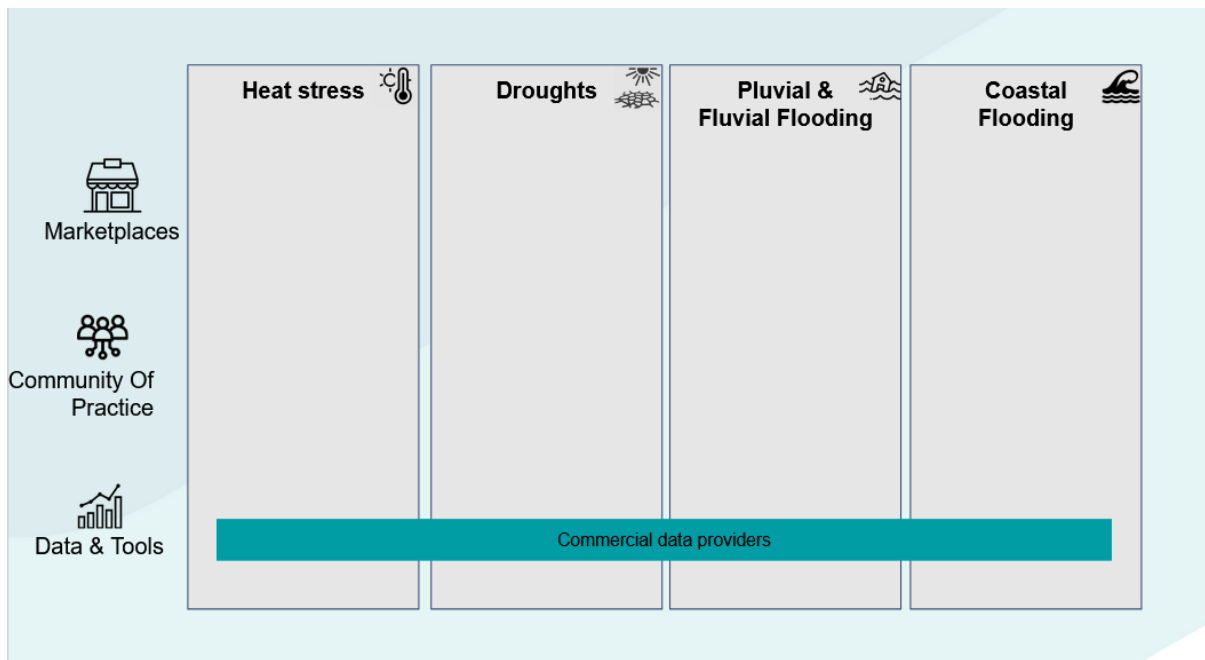 Heat stress
Droughts
Pluvial &
Fluvial Flooding
Coastal
Flooding
Marketplaces
Community Of
Practice
Data & Tools
Commercial data providers